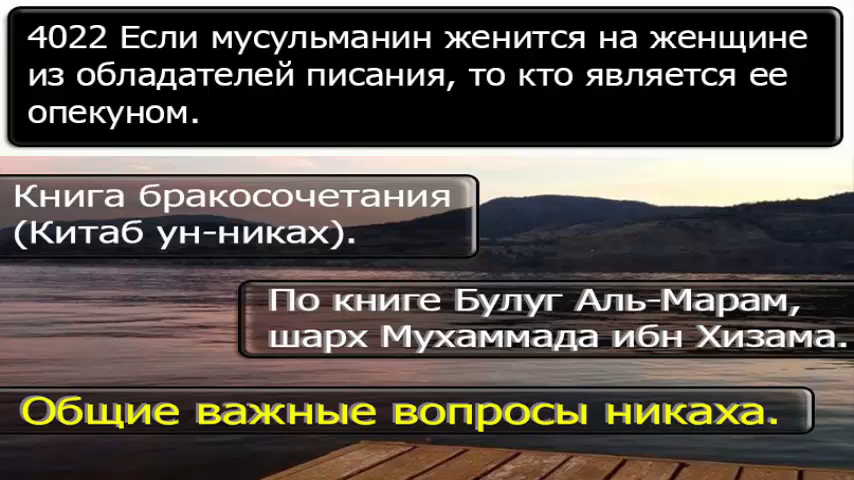 4022 Если мусульманин женится на женщине
из обладателей писания, то кто является ее
опекуном.
Книга бракосочетания
(Китаб ун-никах).
По книге Булуг Аль-Марам,
шарх Мухаммада ибн Хизама.
Общие важные вопросы никаха.